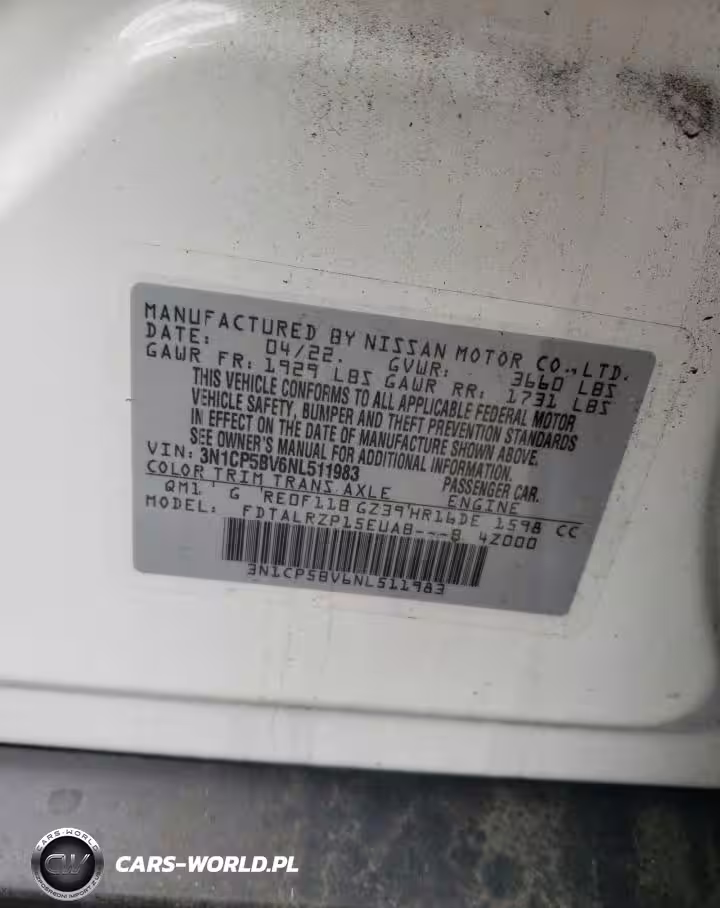 MANUFACTURED BY NISSAN MOTOR CO.,LTD.
DATE: 04/22. GVWR: 3660 LBS
GAWR FR: 1929 LBS GAWR RR: 1731 LBS
THIS VEHICLE CONFORMS TO ALL APPLICABLE FEDERAL MOTOR
VEHICLE SAFETY, BUMPER AND THEFT PREVENTION STANDARDS
IN EFFECT ON THE DATE OF MANUFACTURE SHOWN ABOVE.
SEE OWNER'S MANUAL FOR ADDITIONAL INFORMATION.
VIN: 3N1CP5BV6NL511983 PASSENGER CAR.
COLOR TRIM TRANS. AXLE ENGINE
QM1 G RE0F11B GZ39 HR16DE 1598 CC
MODEL: FDTALRZP15EUAB---B 4Z000
3N1CP5BV6NL511983
CARS-WORLD
CW
CARS-WORLD.PL